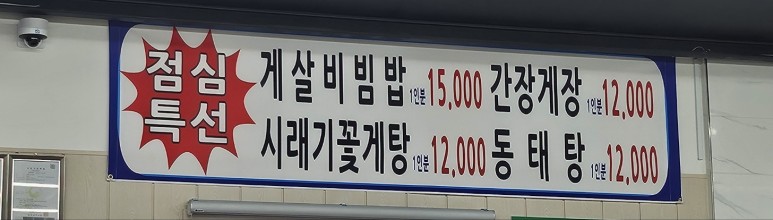 점심
특선
게살비빔밥 1인분 15,000 간장게장 1인분 12,000
시래기꽃게탕 1인분 12,000 동태탕 1인분 12,000